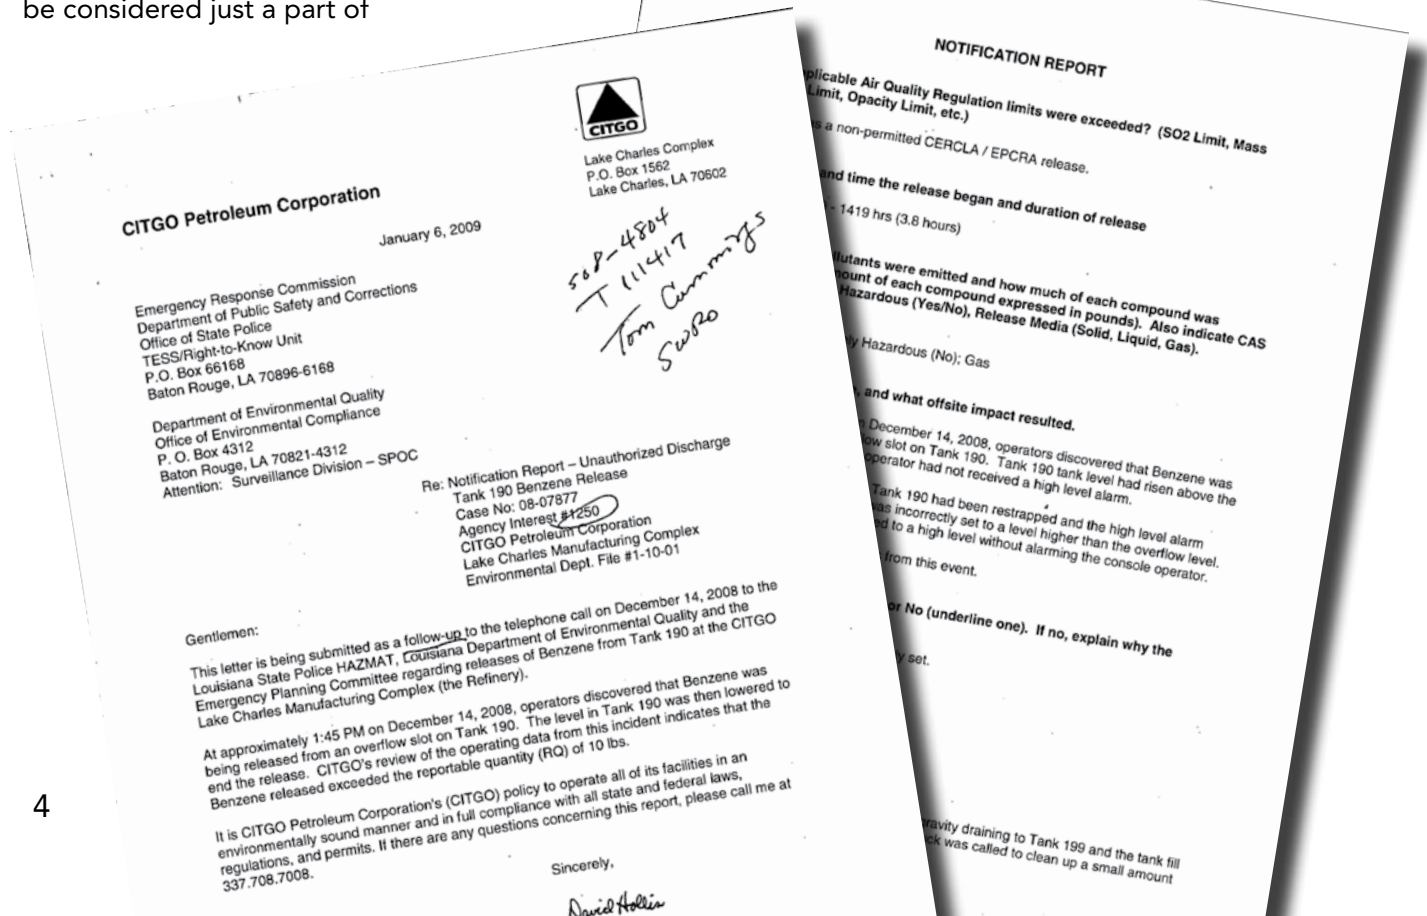 be considered just a part of
CITGO
Lake Charles Complex
P.O. Box 1562
Lake Charles, LA 70602
CITGO Petroleum Corporation
January 6, 2009
508-4804
T 111417
Tom Cummings
SWRO
Emergency Response Commission
Department of Public Safety and Corrections
Office of State Police
TESS/Right-to-Know Unit
P.O. Box 66168
Baton Rouge, LA 70896-6168
Department of Environmental Quality
Office of Environmental Compliance
P. O. Box 4312
Baton Rouge, LA 70821-4312
Attention: Surveillance Division – SPOC
Re: Notification Report – Unauthorized Discharge
Tank 190 Benzene Release
Case No: 08-07877
Agency Interest #1250
CITGO Petroleum Corporation
Lake Charles Manufacturing Complex
Environmental Dept. File #1-10-01
Gentlemen:
This letter is being submitted as a follow-up to the telephone call on December 14, 2008 to the
Louisiana State Police HAZMAT, Louisiana Department of Environmental Quality and the
Emergency Planning Committee regarding releases of Benzene from Tank 190 at the CITGO
Lake Charles Manufacturing Complex (the Refinery).
At approximately 1:45 PM on December 14, 2008, operators discovered that Benzene was
being released from an overflow slot on Tank 190. The level in Tank 190 was then lowered to
end the release. CITGO's review of the operating data from this incident indicates that the
Benzene released exceeded the reportable quantity (RQ) of 10 lbs.
It is CITGO Petroleum Corporation's (CITGO) policy to operate all of its facilities in an
environmentally sound manner and in full compliance with all state and federal laws,
regulations, and permits. If there are any questions concerning this report, please call me at
337.708.7008.
Sincerely,
David Hollis
NOTIFICATION REPORT
plicable Air Quality Regulation limits were exceeded? (SO2 Limit, Mass
Limit, Opacity Limit, etc.)
s a non-permitted CERCLA / EPCRA release.
and time the release began and duration of release
- 1419 hrs (3.8 hours)
llutants were emitted and how much of each compound was
mount of each compound expressed in pounds). Also indicate CAS
Hazardous (Yes/No), Release Media (Solid, Liquid, Gas).
ly Hazardous (No); Gas
, and what offsite impact resulted.
December 14, 2008, operators discovered that Benzene was
ow slot on Tank 190. Tank 190 tank level had risen above the
operator had not received a high level alarm.
Tank 190 had been restrapped and the high level alarm
as incorrectly set to a level higher than the overflow level.
ed to a high level without alarming the console operator.
from this event.
or No (underline one). If no, explain why the
ly set.
ravity draining to Tank 199 and the tank fill
ck was called to clean up a small amount
4